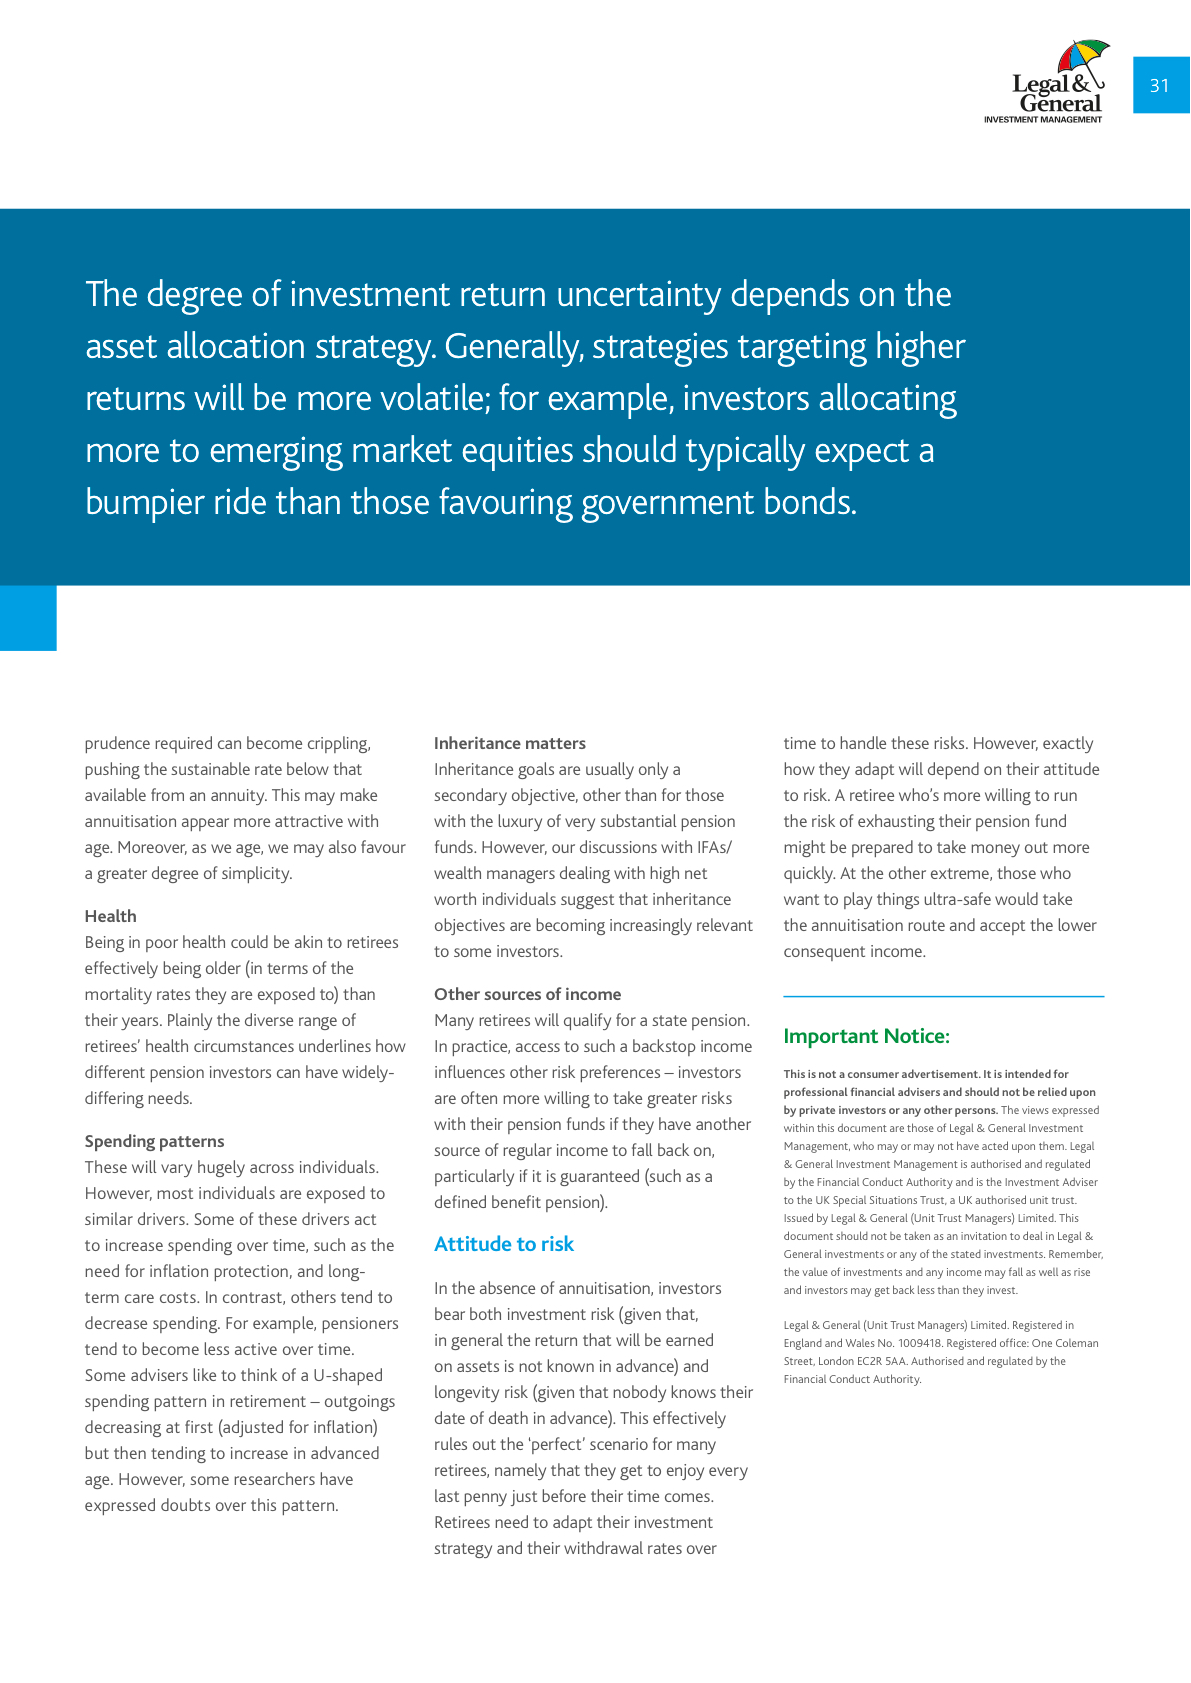 Legal &
General
INVESTMENT MANAGEMENT
31
The degree of investment return uncertainty depends on the
asset allocation strategy. Generally, strategies targeting higher
returns will be more volatile; for example, investors allocating
more to emerging market equities should typically expect a
bumpier ride than those favouring government bonds.
prudence required can become crippling,
pushing the sustainable rate below that
available from an annuity. This may make
annuitisation appear more attractive with
age. Moreover, as we age, we may also favour
a greater degree of simplicity.
Health
Being in poor health could be akin to retirees
effectively being older (in terms of the
mortality rates they are exposed to) than
their years. Plainly the diverse range of
retirees’ health circumstances underlines how
different pension investors can have widely-
differing needs.
Spending patterns
These will vary hugely across individuals.
However, most individuals are exposed to
similar drivers. Some of these drivers act
to increase spending over time, such as the
need for inflation protection, and long-
term care costs. In contrast, others tend to
decrease spending. For example, pensioners
tend to become less active over time.
Some advisers like to think of a U-shaped
spending pattern in retirement – outgoings
decreasing at first (adjusted for inflation)
but then tending to increase in advanced
age. However, some researchers have
expressed doubts over this pattern.
Inheritance matters
Inheritance goals are usually only a
secondary objective, other than for those
with the luxury of very substantial pension
funds. However, our discussions with IFAs/
wealth managers dealing with high net
worth individuals suggest that inheritance
objectives are becoming increasingly relevant
to some investors.
Other sources of income
Many retirees will qualify for a state pension.
In practice, access to such a backstop income
influences other risk preferences – investors
are often more willing to take greater risks
with their pension funds if they have another
source of regular income to fall back on,
particularly if it is guaranteed (such as a
defined benefit pension).
Attitude to risk
In the absence of annuitisation, investors
bear both investment risk (given that,
in general the return that will be earned
on assets is not known in advance) and
longevity risk (given that nobody knows their
date of death in advance). This effectively
rules out the ‘perfect’ scenario for many
retirees, namely that they get to enjoy every
last penny just before their time comes.
Retirees need to adapt their investment
strategy and their withdrawal rates over
time to handle these risks. However, exactly
how they adapt will depend on their attitude
to risk. A retiree who’s more willing to run
the risk of exhausting their pension fund
might be prepared to take money out more
quickly. At the other extreme, those who
want to play things ultra-safe would take
the annuitisation route and accept the lower
consequent income.
Important Notice:
This is not a consumer advertisement. It is intended for
professional financial advisers and should not be relied upon
by private investors or any other persons. The views expressed
within this document are those of Legal & General Investment
Management, who may or may not have acted upon them. Legal
& General Investment Management is authorised and regulated
by the Financial Conduct Authority and is the Investment Adviser
to the UK Special Situations Trust, a UK authorised unit trust.
Issued by Legal & General (Unit Trust Managers) Limited. This
document should not be taken as an invitation to deal in Legal &
General investments or any of the stated investments. Remember,
the value of investments and any income may fall as well as rise
and investors may get back less than they invest.
Legal & General (Unit Trust Managers) Limited. Registered in
England and Wales No. 1009418. Registered office: One Coleman
Street, London EC2R 5AA. Authorised and regulated by the
Financial Conduct Authority.